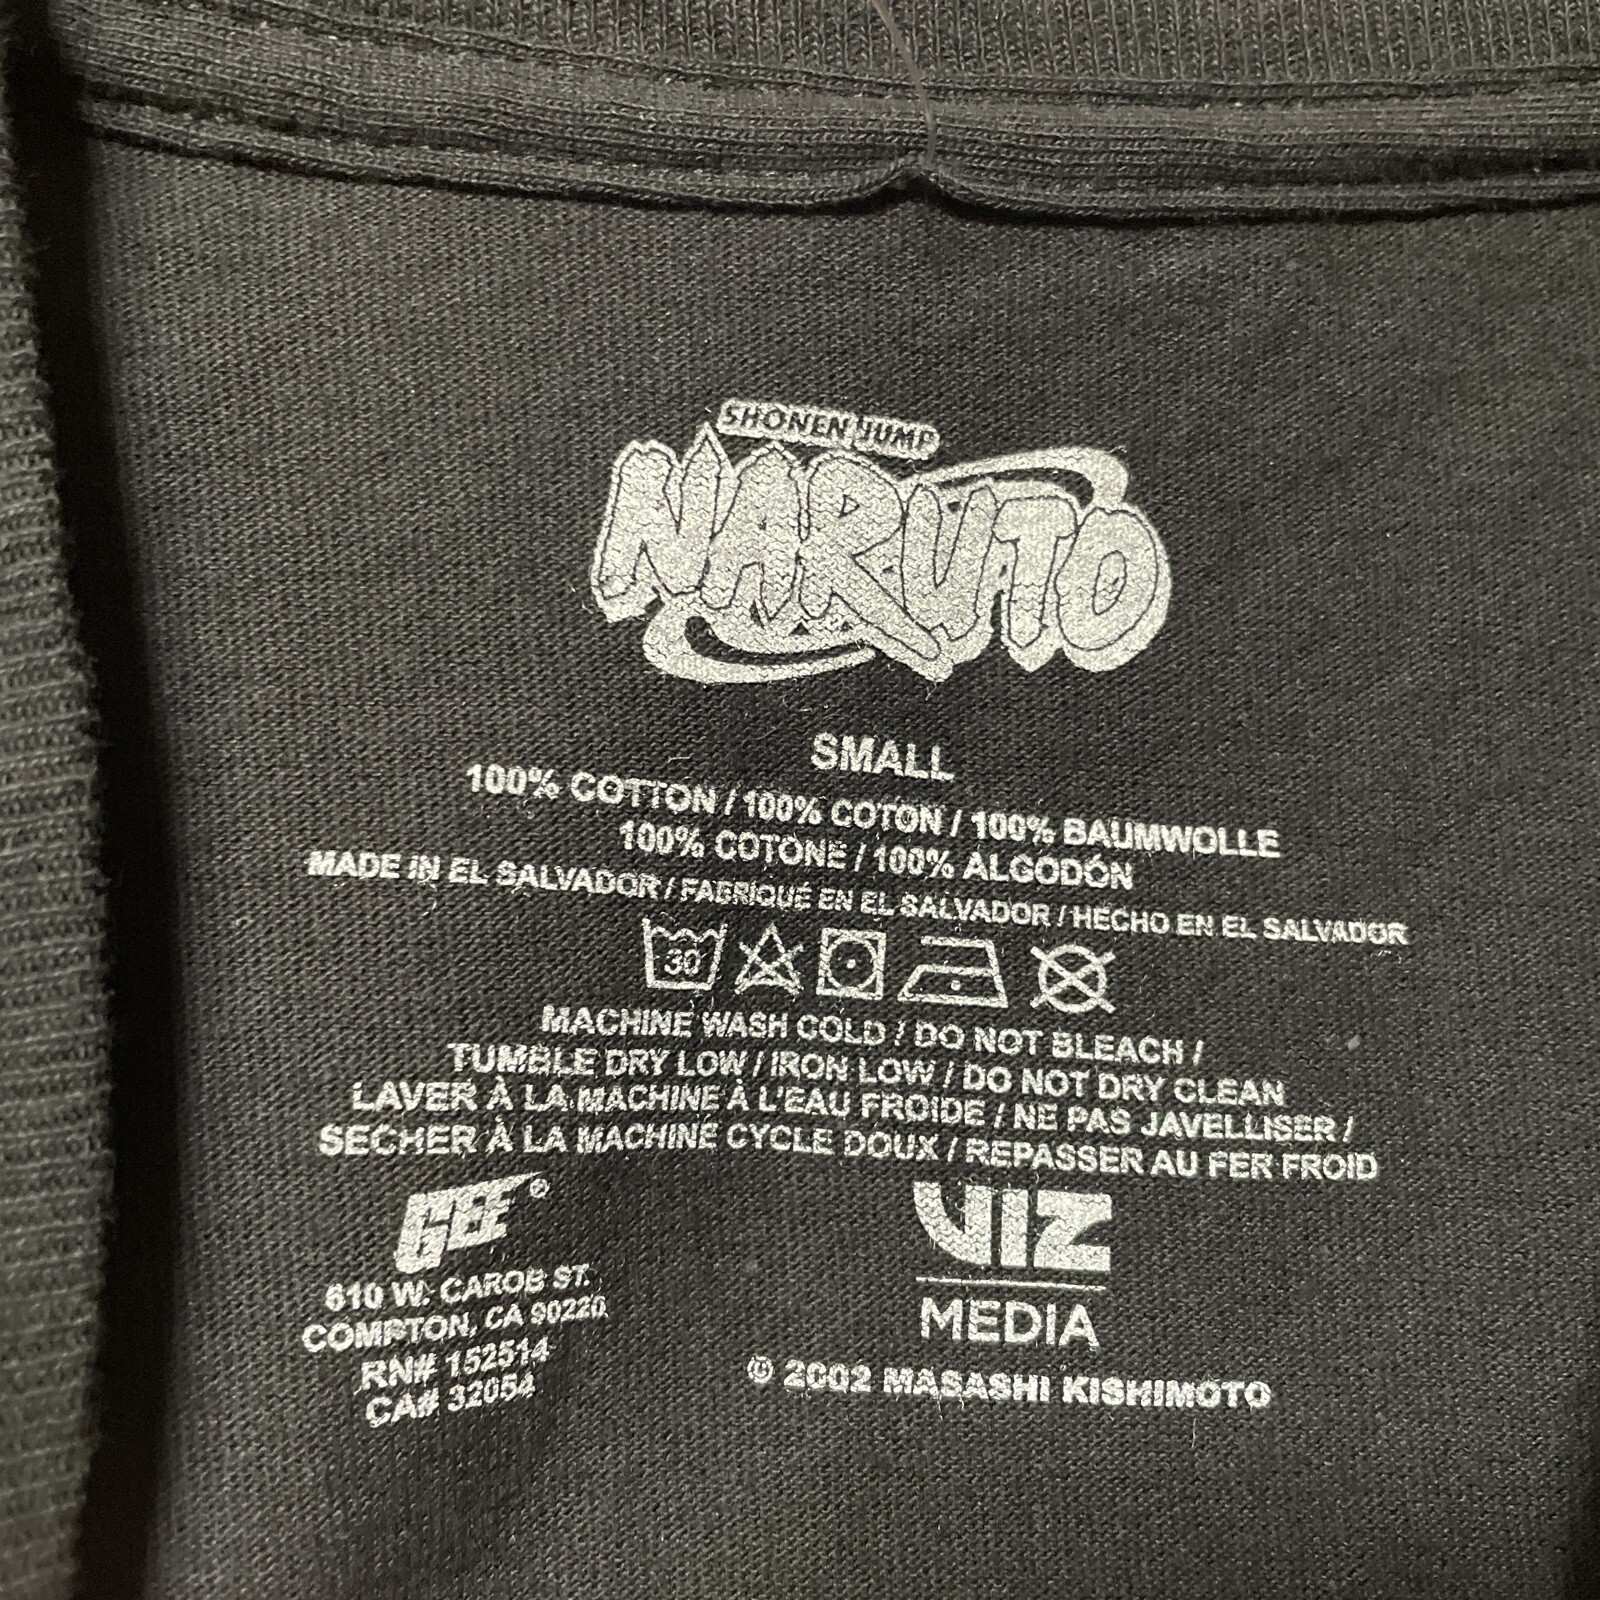 SHONEN JUMP
NARUTO
SMALL
100% COTTON / 100% COTON / 100% BAUMWOLLE
100% COTONE / 100% ALGODÓN
MADE IN EL SALVADOR / FABRIQUÉ EN EL SALVADOR / HECHO EN EL SALVADOR
30
MACHINE WASH COLD / DO NOT BLEACH /
TUMBLE DRY LOW / IRON LOW / DO NOT DRY CLEAN
LAVER À LA MACHINE À L'EAU FROIDE / NE PAS JAVELLISER /
SECHER À LA MACHINE CYCLE DOUX / REPASSER AU FER FROID
GEE®
610 W. CAROB ST.
COMPTON, CA 90220
RN# 152514
CA# 32054
VIZ
MEDIA
© 2002 MASASHI KISHIMOTO